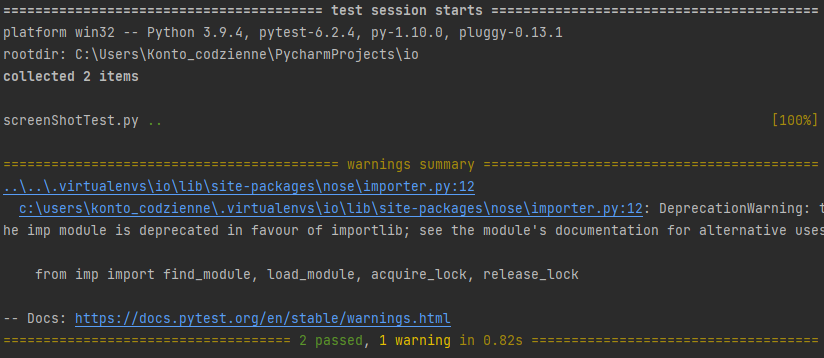 ======================================== test session starts =========================================
platform win32 -- Python 3.9.4, pytest-6.2.4, py-1.10.0, pluggy-0.13.1
rootdir: C:\Users\Konto_codzienne\PycharmProjects\io
collected 2 items
screenShotTest.py .. [100%]
========================================== warnings summary ==========================================
..\..\.virtualenvs\io\lib\site-packages\nose\importer.py:12
c:\users\konto_codzienne\.virtualenvs\io\lib\site-packages\nose\importer.py:12: DeprecationWarning: t
he imp module is deprecated in favour of importlib; see the module's documentation for alternative uses
from imp import find_module, load_module, acquire_lock, release_lock
-- Docs: https://docs.pytest.org/en/stable/warnings.html
==================================== 2 passed, 1 warning in 0.82s ====================================